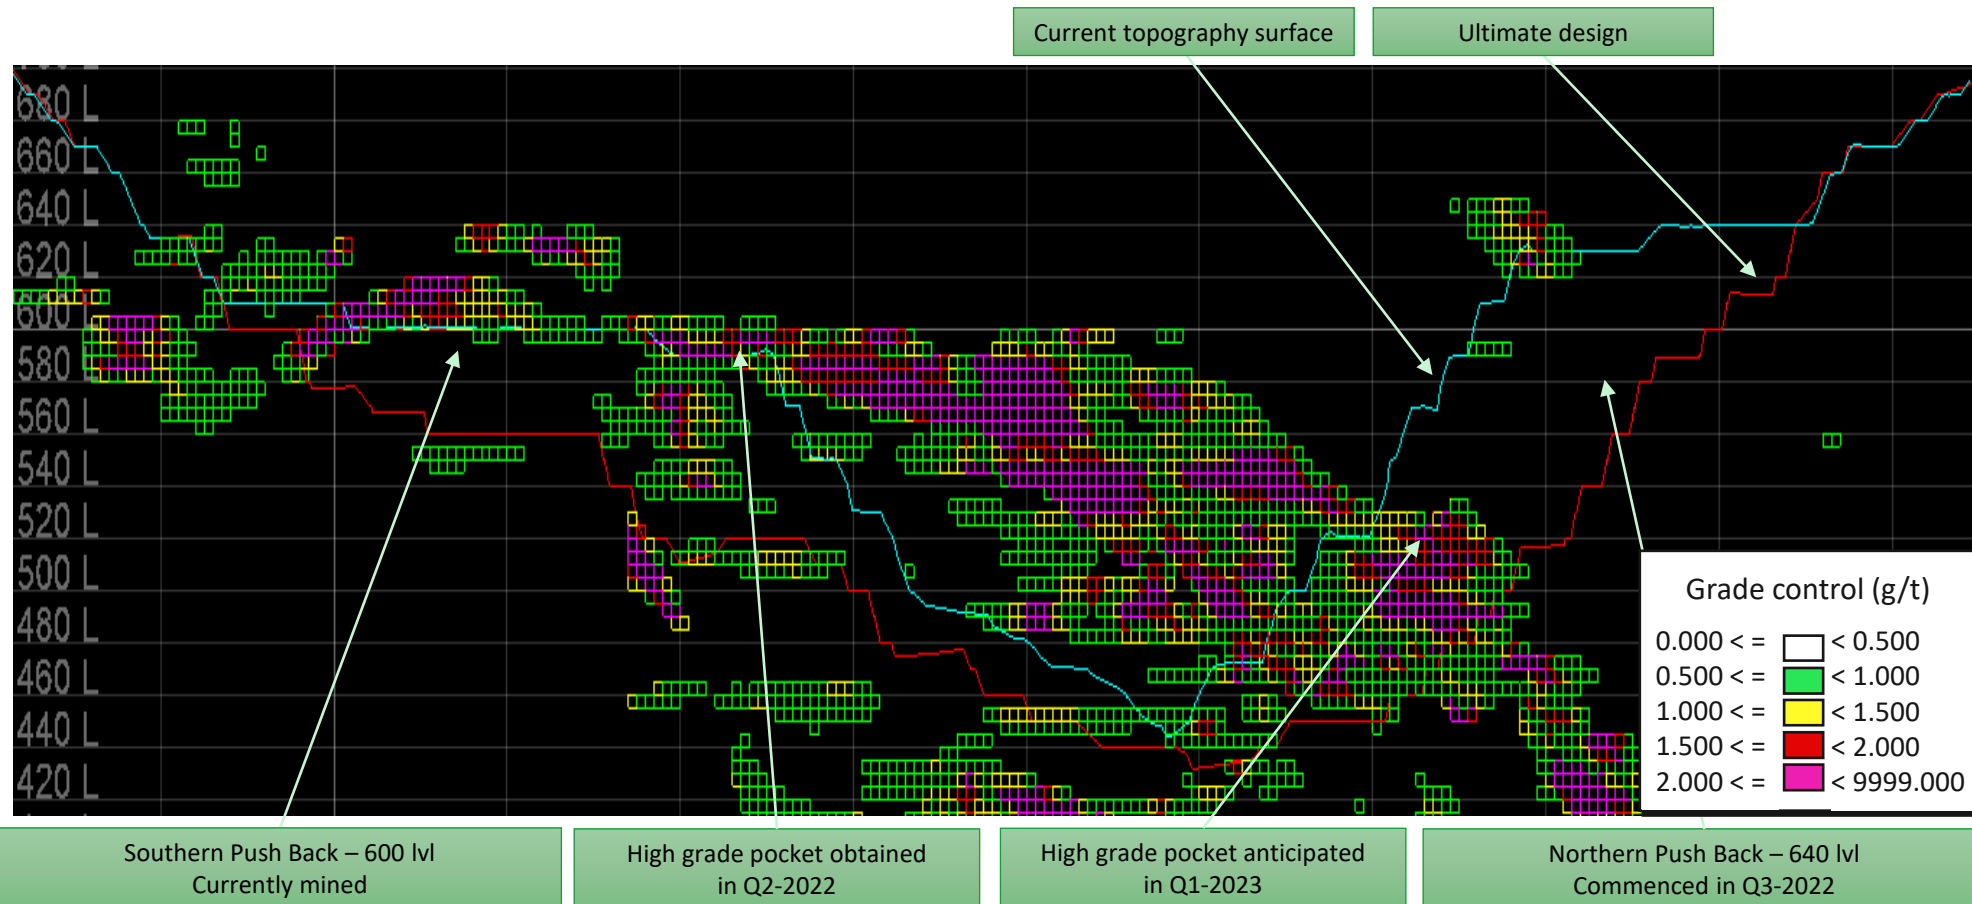 Current topography surface
Ultimate design
680 L
660 L
640 L
620 L
600 L
580 L
560 L
540 L
520 L
500 L
480 L
460 L
440 L
420 L
Grade control (g/t)
0.000 < = < 0.500
0.500 < = < 1.000
1.000 < = < 1.500
1.500 < = < 2.000
2.000 < = < 9999.000
Southern Push Back – 600 lvl
Currently mined
High grade pocket obtained
in Q2-2022
High grade pocket anticipated
in Q1-2023
Northern Push Back – 640 lvl
Commenced in Q3-2022